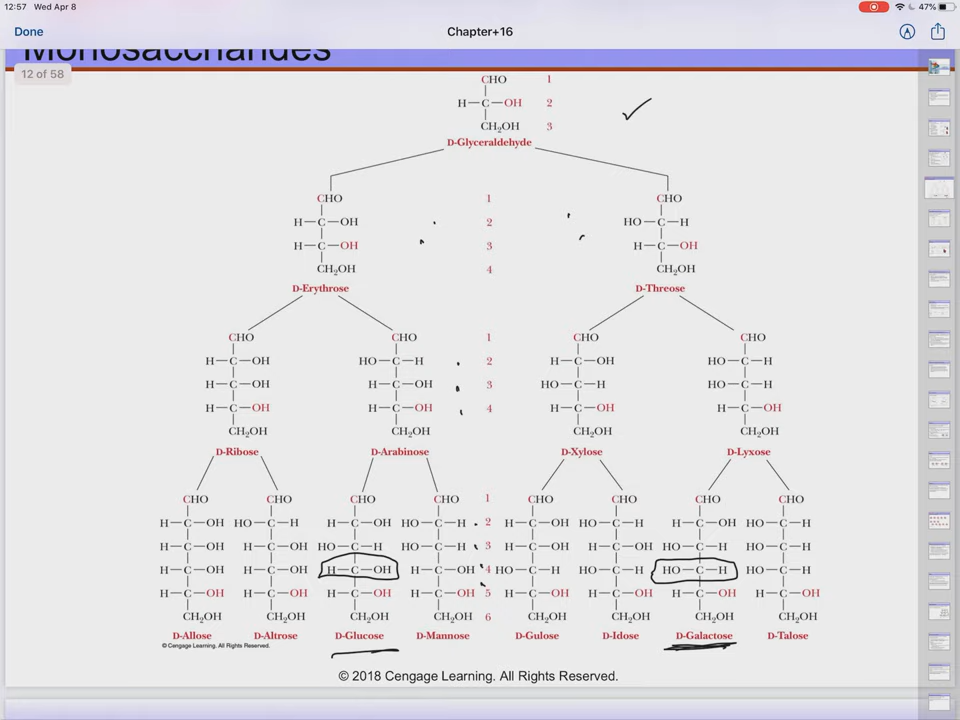 12:57 Wed Apr 8 47%
Done Chapter+16
Monosaccharides
12 of 58
CHO 1
H—C—OH 2
CH₂OH 3
D-Glyceraldehyde
CHO 1 CHO
H—C—OH 2 HO—C—H
H—C—OH 3 H—C—OH
CH₂OH 4 CH₂OH
D-Erythrose D-Threose
CHO CHO 1 CHO CHO
H—C—OH HO—C—H 2 H—C—OH HO—C—H
H—C—OH H—C—OH 3 HO—C—H HO—C—H
H—C—OH H—C—OH 4 H—C—OH H—C—OH
CH₂OH CH₂OH CH₂OH CH₂OH
D-Ribose D-Arabinose D-Xylose D-Lyxose
CHO CHO CHO CHO 1 CHO CHO CHO CHO
H—C—OH HO—C—H H—C—OH HO—C—H 2 H—C—OH HO—C—H H—C—OH HO—C—H
H—C—OH H—C—OH HO—C—H HO—C—H 3 H—C—OH H—C—OH HO—C—H HO—C—H
H—C—OH H—C—OH H—C—OH H—C—OH 4 HO—C—H HO—C—H HO—C—H HO—C—H
H—C—OH H—C—OH H—C—OH H—C—OH 5 H—C—OH H—C—OH H—C—OH H—C—OH
CH₂OH CH₂OH CH₂OH CH₂OH 6 CH₂OH CH₂OH CH₂OH CH₂OH
D-Allose D-Altrose D-Glucose D-Mannose D-Gulose D-Idose D-Galactose D-Talose
© Cengage Learning. All Rights Reserved.
© 2018 Cengage Learning. All Rights Reserved.